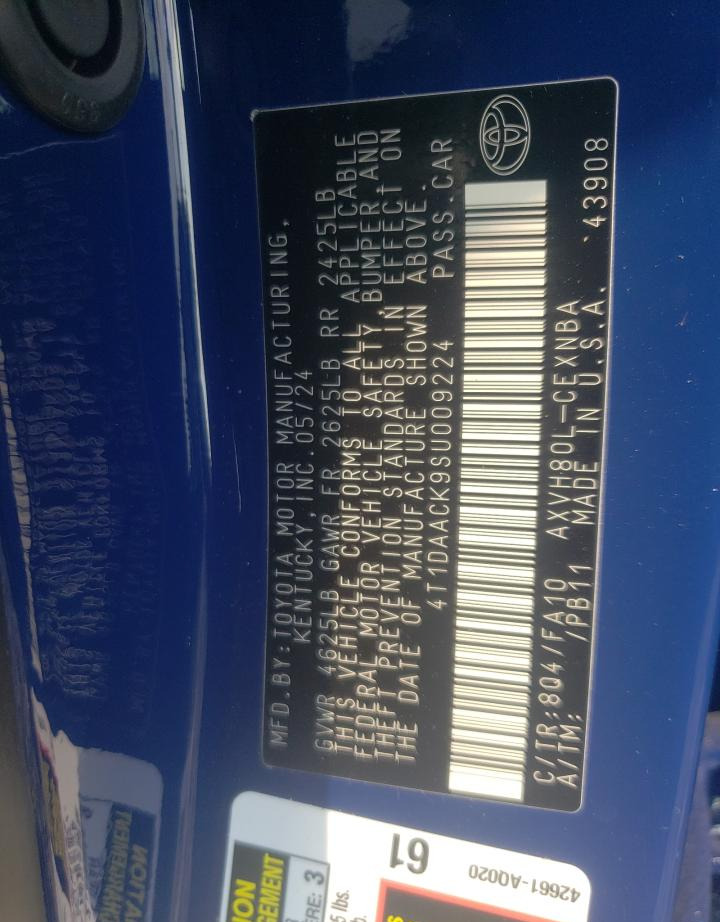 MFD.BY:TOYOTA MOTOR MANUFACTURING,
KENTUCKY, INC. 05/24
GVWR 4625LB GAWR FR 2625LB RR 2425LB
THIS VEHICLE CONFORMS TO ALL APPLICABLE
FEDERAL MOTOR VEHICLE SAFETY, BUMPER AND
THEFT PREVENTION STANDARDS IN EFFECT ON
THE DATE OF MANUFACTURE SHOWN ABOVE.
4T1DAACK9SU009224 PASS.CAR
C/TR:8Q4/FA10 AXVH80L-CEXNBA
A/TM: /PB11 MADE IN U.S.A. 43908
61
42661-A0020